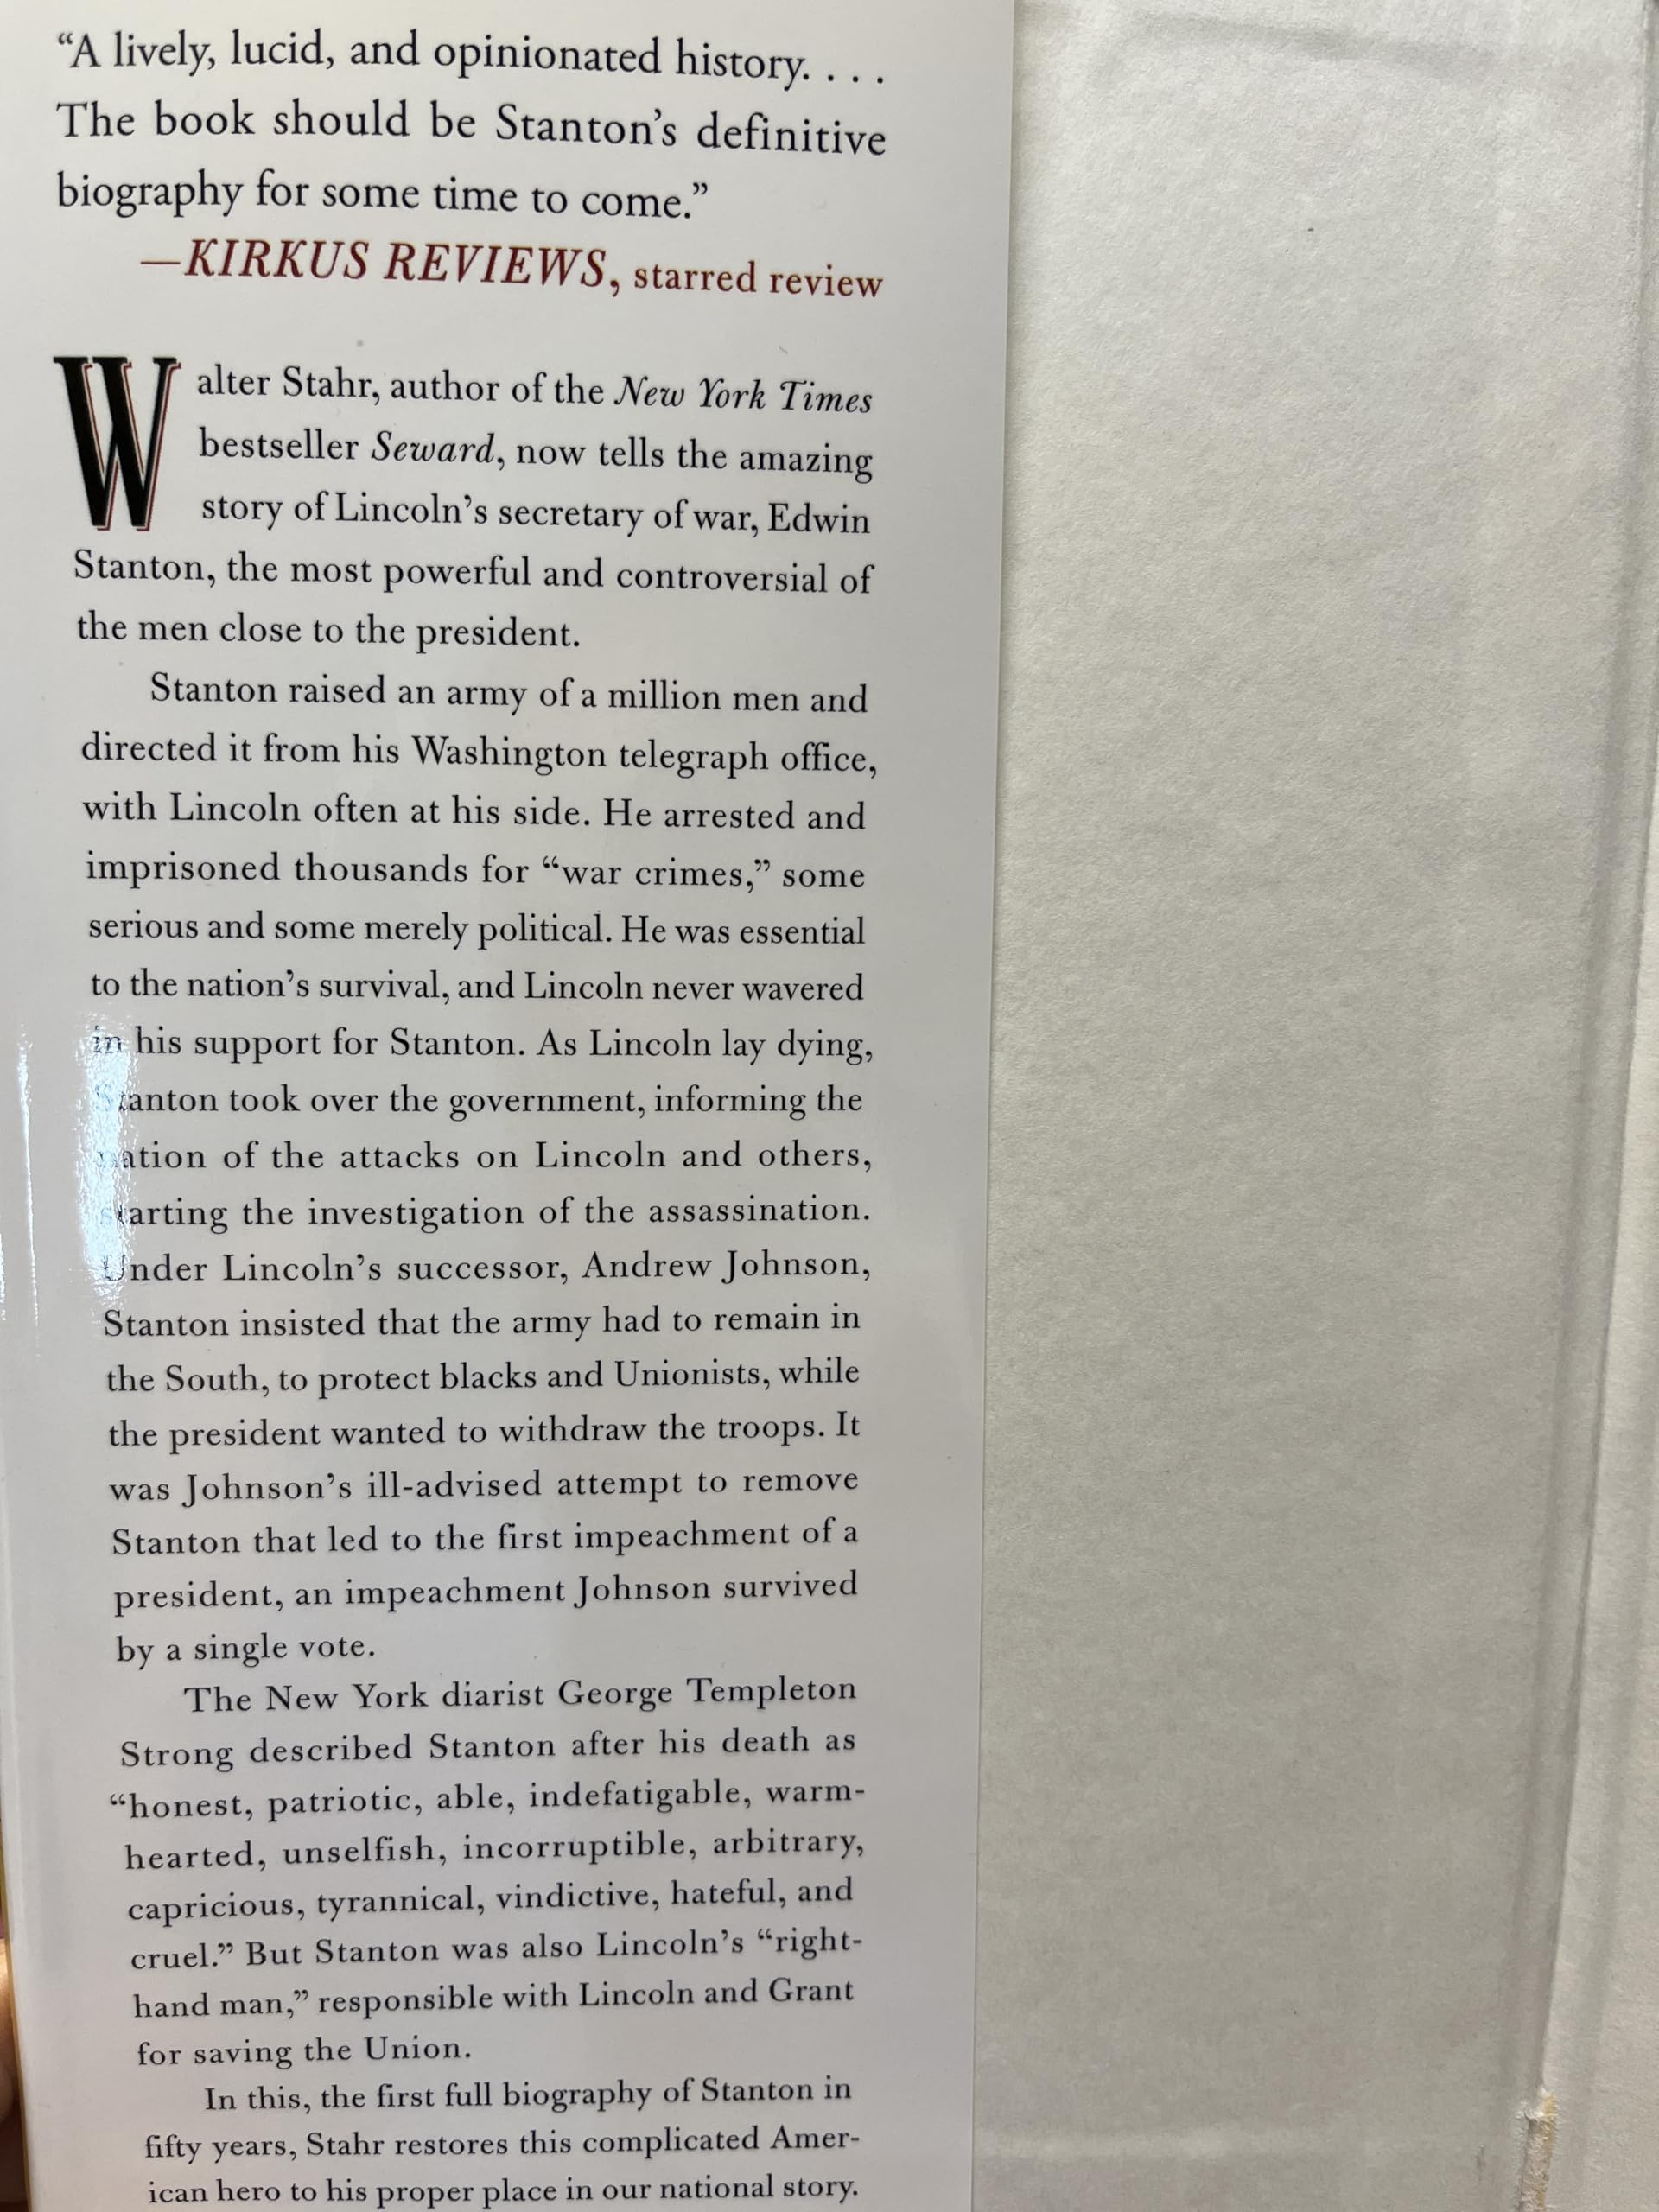 “A lively, lucid, and opinionated history. . . .
The book should be Stanton’s definitive
biography for some time to come.”
—KIRKUS REVIEWS, starred review
Walter Stahr, author of the New York Times
bestseller Seward, now tells the amazing
story of Lincoln’s secretary of war, Edwin
Stanton, the most powerful and controversial of
the men close to the president.
Stanton raised an army of a million men and
directed it from his Washington telegraph office,
with Lincoln often at his side. He arrested and
imprisoned thousands for “war crimes,” some
serious and some merely political. He was essential
to the nation’s survival, and Lincoln never wavered
in his support for Stanton. As Lincoln lay dying,
Stanton took over the government, informing the
nation of the attacks on Lincoln and others,
starting the investigation of the assassination.
Under Lincoln’s successor, Andrew Johnson,
Stanton insisted that the army had to remain in
the South, to protect blacks and Unionists, while
the president wanted to withdraw the troops. It
was Johnson’s ill-advised attempt to remove
Stanton that led to the first impeachment of a
president, an impeachment Johnson survived
by a single vote.
The New York diarist George Templeton
Strong described Stanton after his death as
“honest, patriotic, able, indefatigable, warm-
hearted, unselfish, incorruptible, arbitrary,
capricious, tyrannical, vindictive, hateful, and
cruel.” But Stanton was also Lincoln’s “right-
hand man,” responsible with Lincoln and Grant
for saving the Union.
In this, the first full biography of Stanton in
fifty years, Stahr restores this complicated Amer-
ican hero to his proper place in our national story.